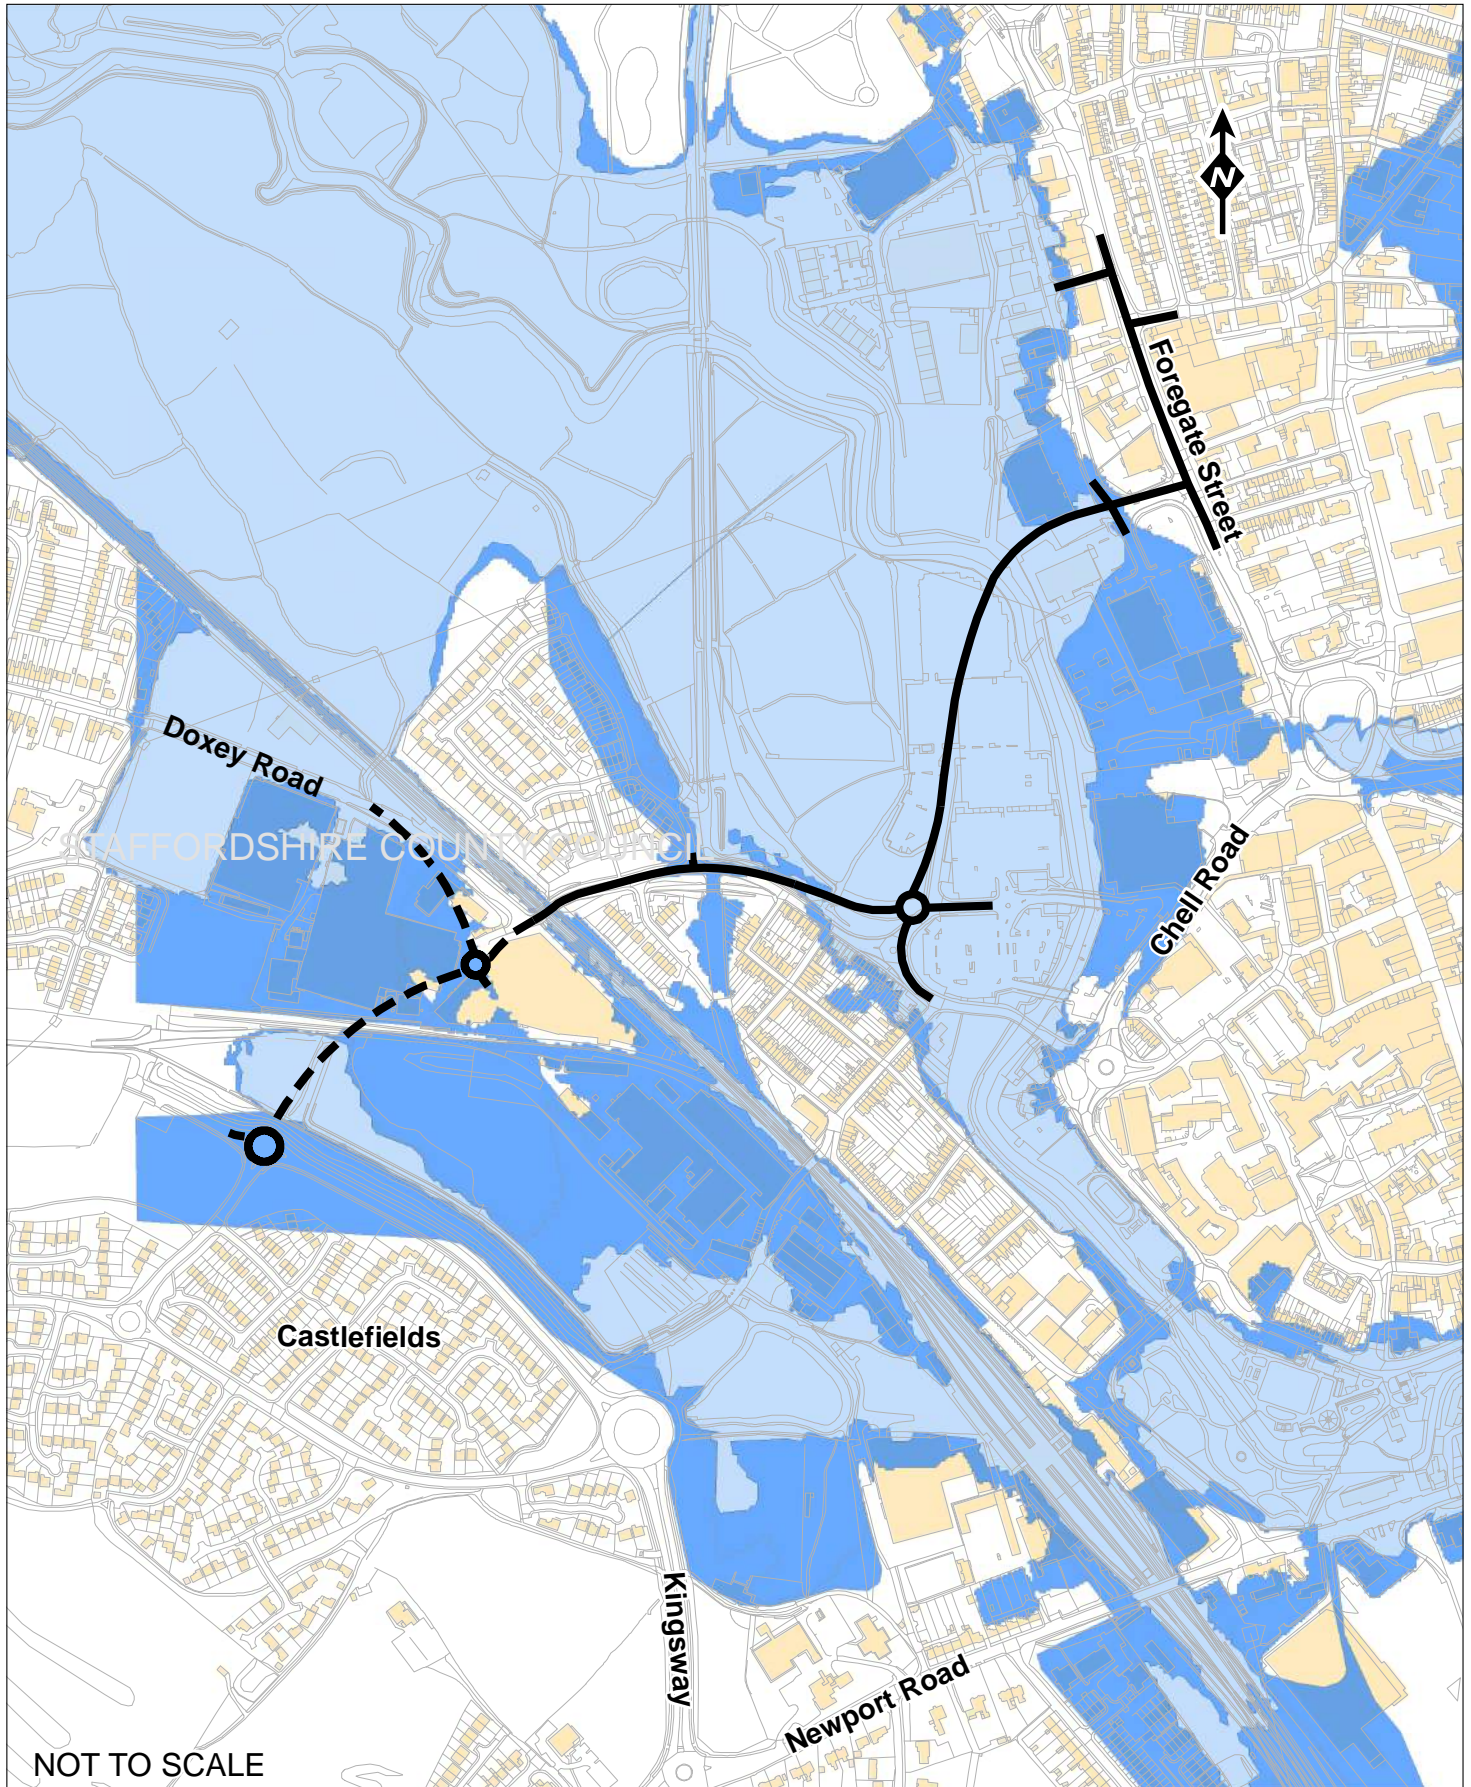 N
Foregate Street
Doxey Road
STAFFORDSHIRE COUNTY COUNCIL
Chell Road
Castlefields
Kingsway
Newport Road
NOT TO SCALE